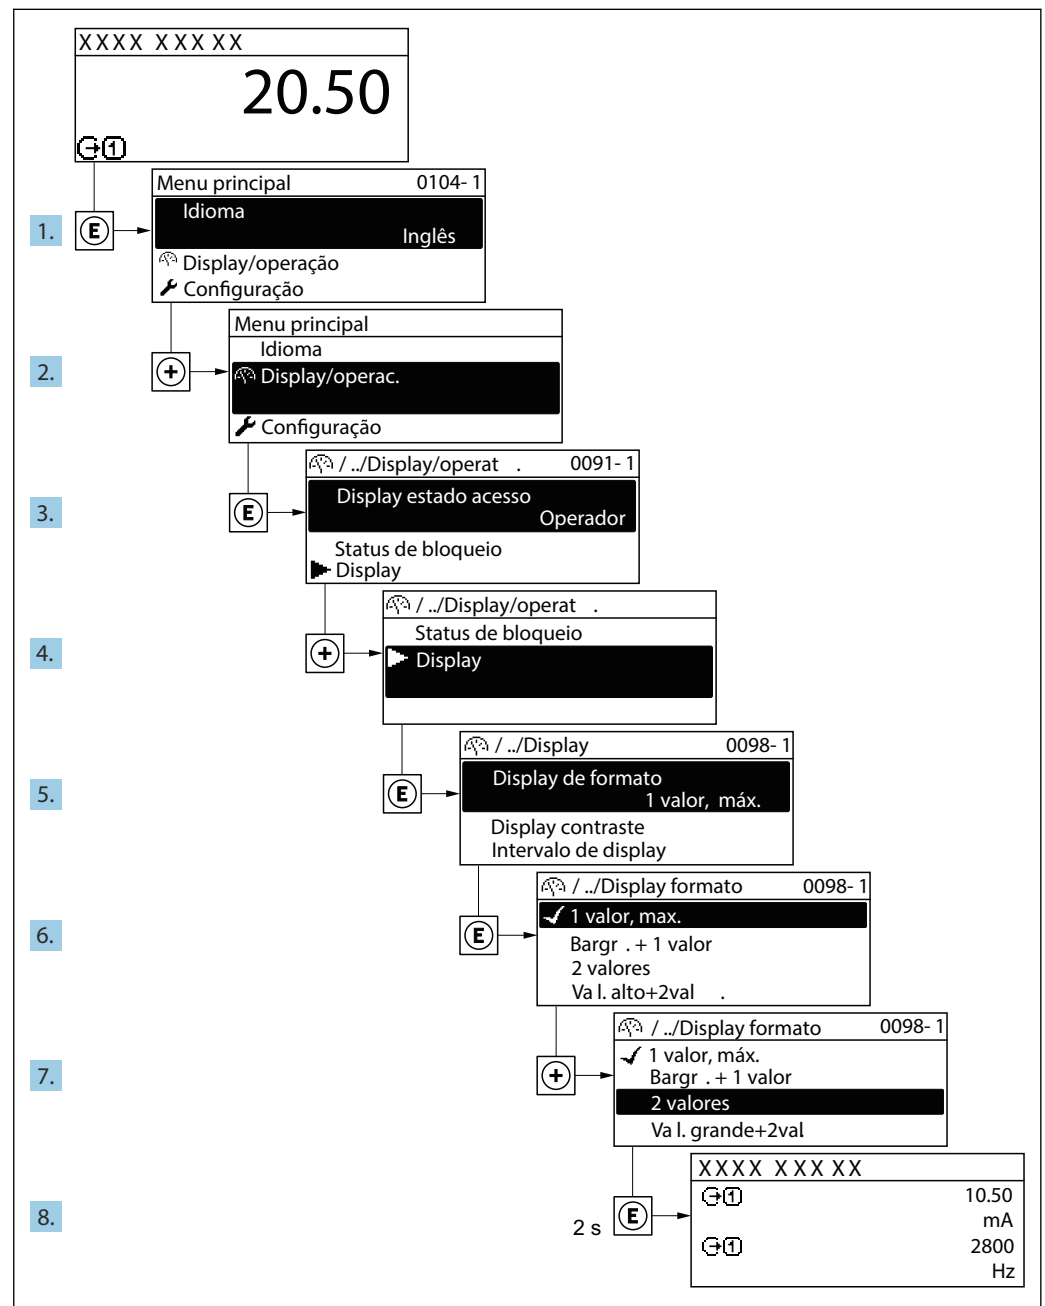 XXXX XXX XX
20.50
1
Menu principal 0104-1
Idioma
1. E
Inglês
Display/operação
Configuração
Menu principal
Idioma
2. + Display/operac.
Configuração
/ ../Display/operat . 0091-1
Display estado acesso
3. E Operador
Status de bloqueio
Display
/ ../Display/operat .
Status de bloqueio
4. + Display
/ ../Display 0098-1
Display de formato
5. E 1 valor, máx.
Display contraste
Intervalo de display
/ ../Display formato 0098-1
1 valor, max.
6. E
Bargr . + 1 valor
2 valores
Va l. alto+2val .
/ ../Display formato 0098-1
1 valor, máx.
7. + Bargr . + 1 valor
2 valores
Va l. grande+2val.
XXXX XXX XX
1 10.50
8. 2 s E mA
1 2800
Hz